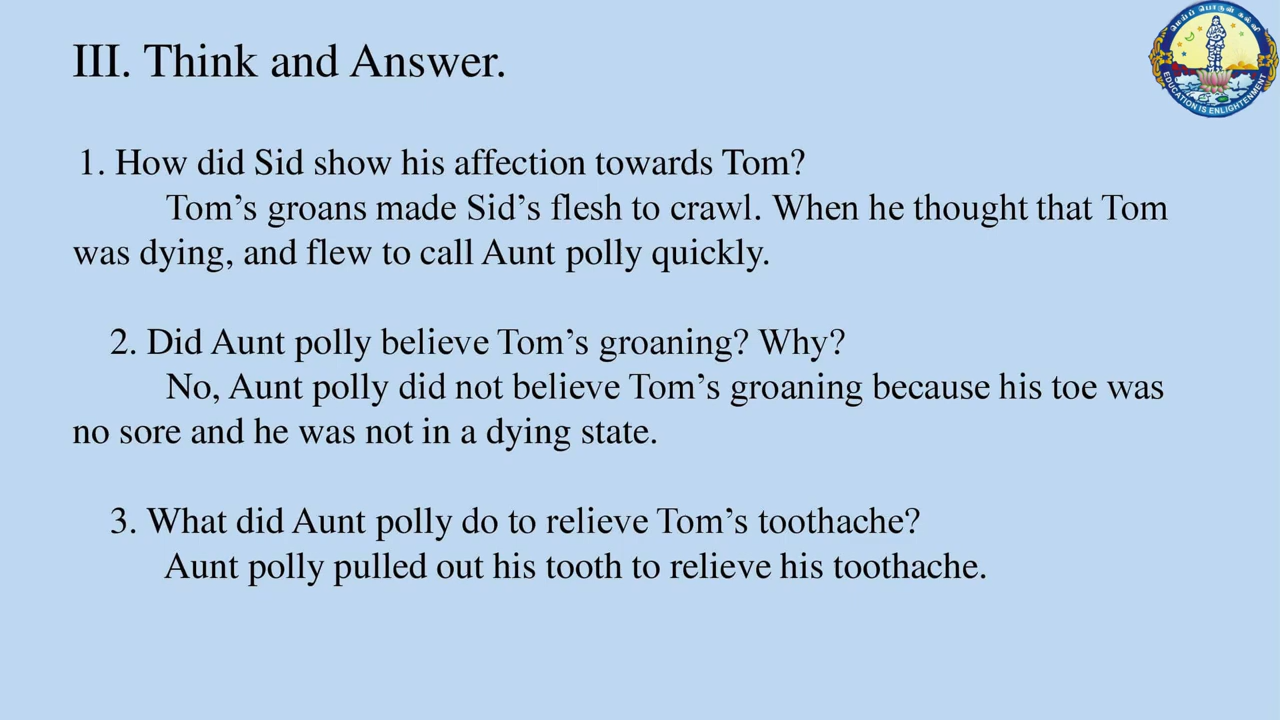 III. Think and Answer.
மெய்ப் பொருள் கல்வி
EDUCATION IS ENLIGHTENMENT
1. How did Sid show his affection towards Tom?
Tom’s groans made Sid’s flesh to crawl. When he thought that Tom
was dying, and flew to call Aunt polly quickly.
2. Did Aunt polly believe Tom’s groaning? Why?
No, Aunt polly did not believe Tom’s groaning because his toe was
no sore and he was not in a dying state.
3. What did Aunt polly do to relieve Tom’s toothache?
Aunt polly pulled out his tooth to relieve his toothache.